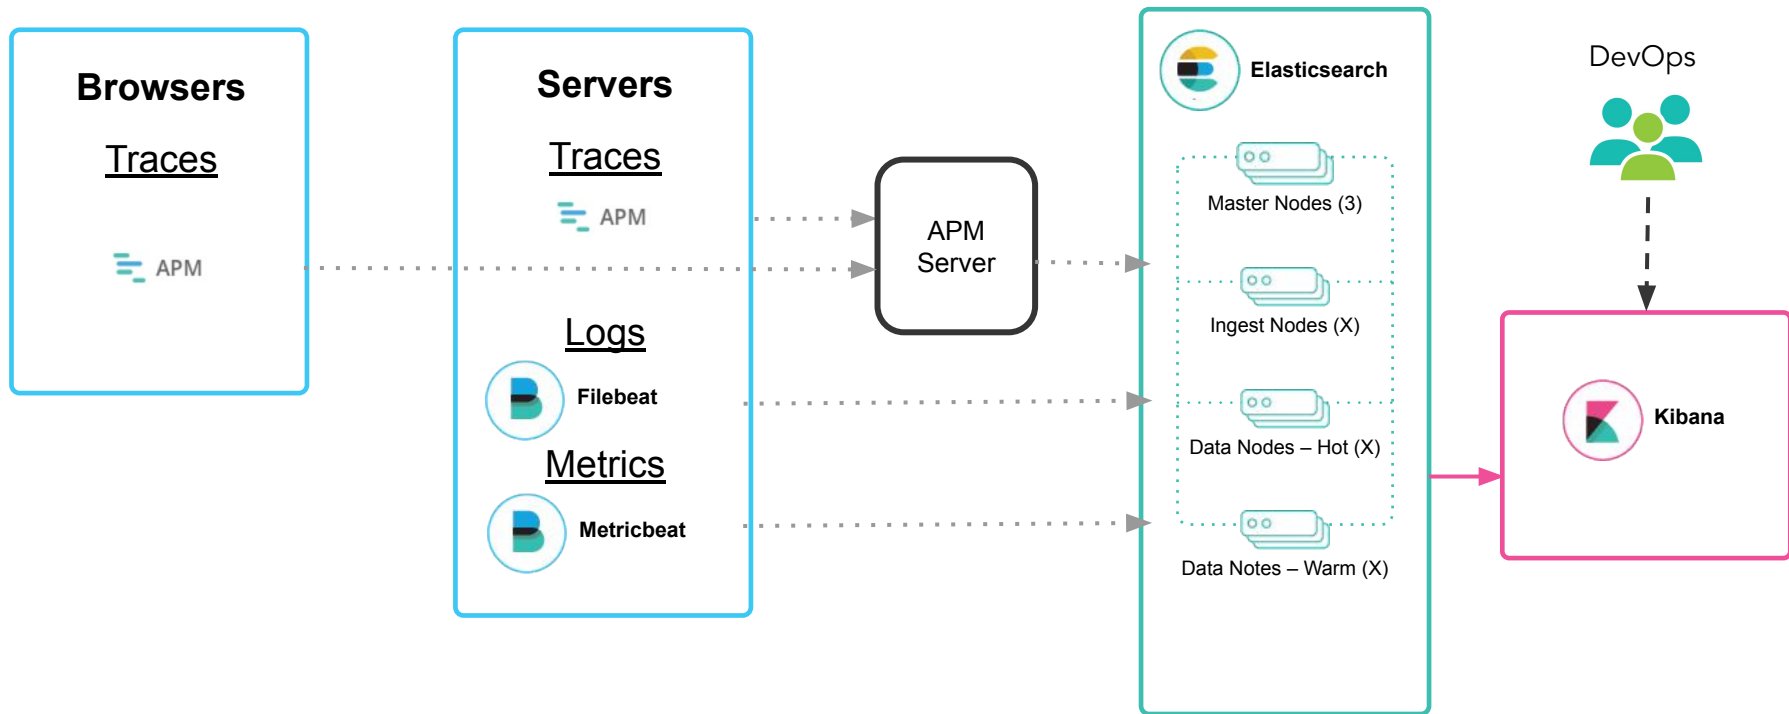 Browsers
Traces
APM
Servers
Traces
APM
Logs
Filebeat
Metrics
Metricbeat
APM
Server
Elasticsearch
Master Nodes (3)
Ingest Nodes (X)
Data Nodes – Hot (X)
Data Notes – Warm (X)
DevOps
Kibana